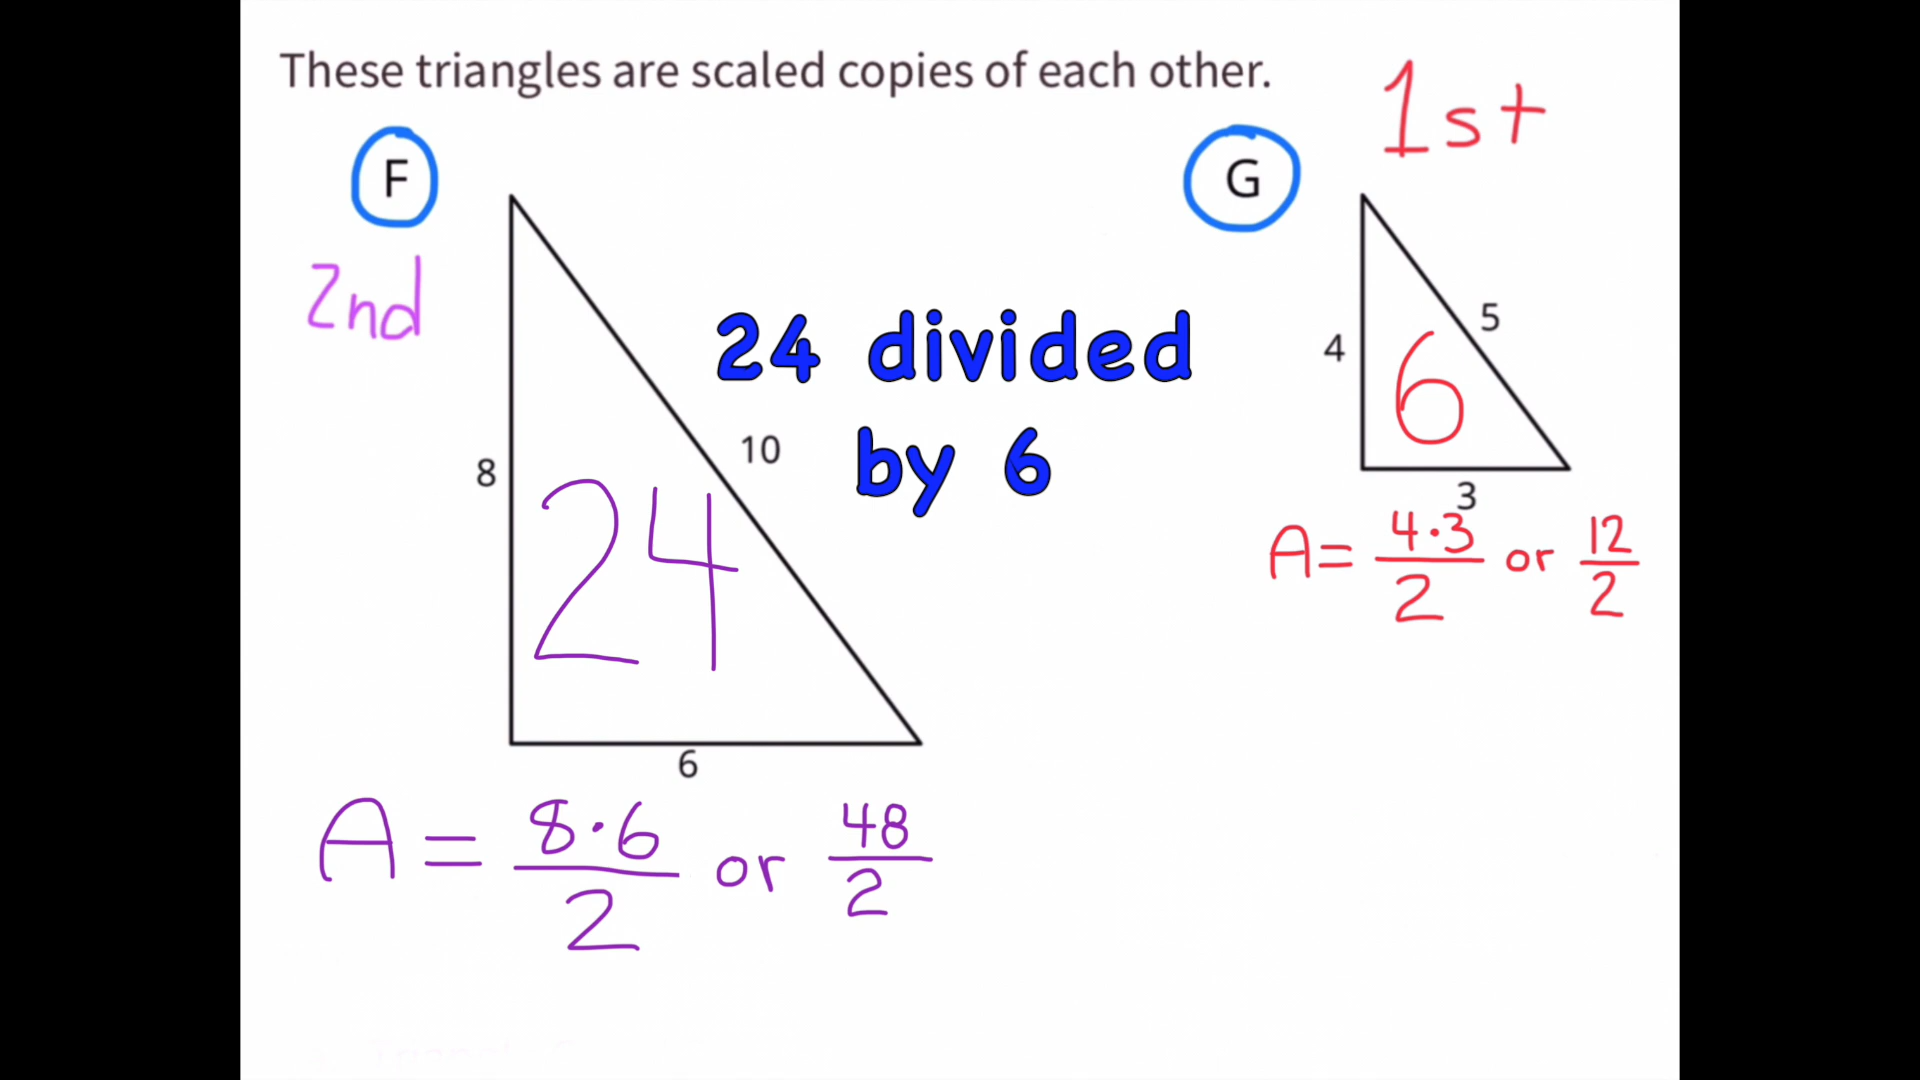 These triangles are scaled copies of each other.
1st
F
G
2nd
24 divided
by 6
8
10
24
6
4
5
6
3
A = 4·3/2 or 12/2
A = 8·6/2 or 48/2